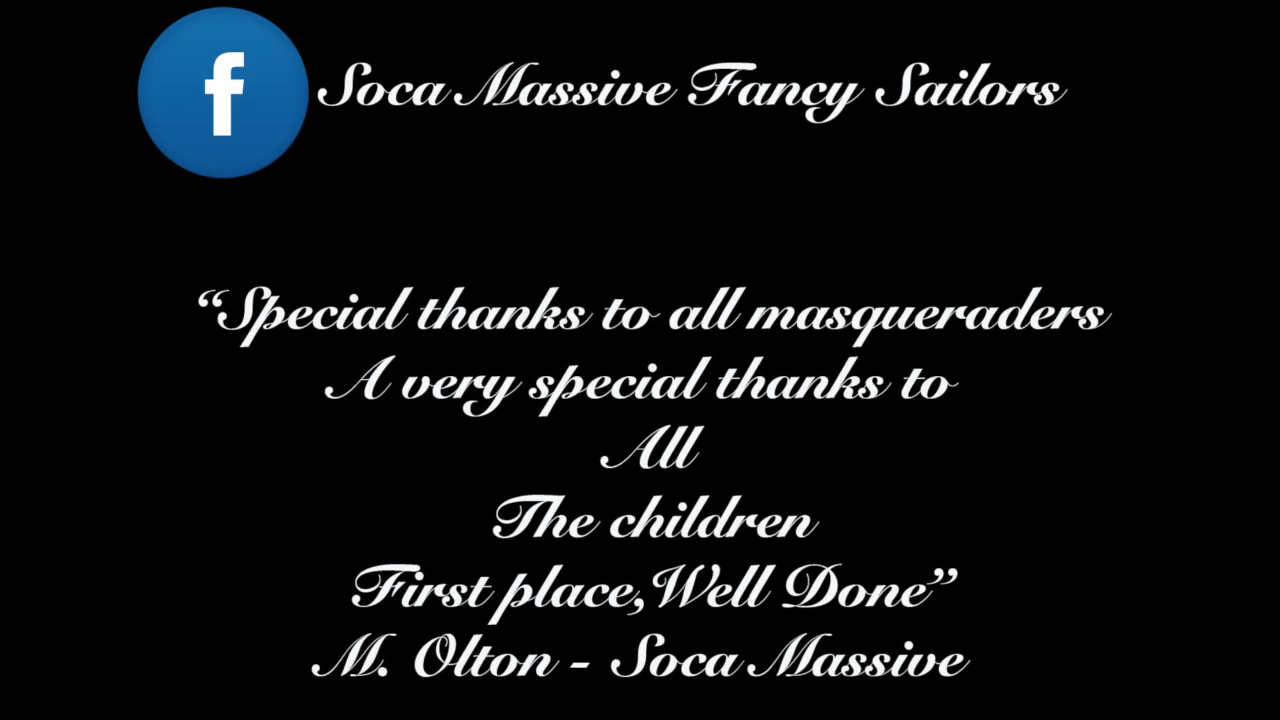 f Soca Massive Fancy Sailors
“Special thanks to all masqueraders
A very special thanks to
All
The children
First place,Well Done”
M. Olton - Soca Massive